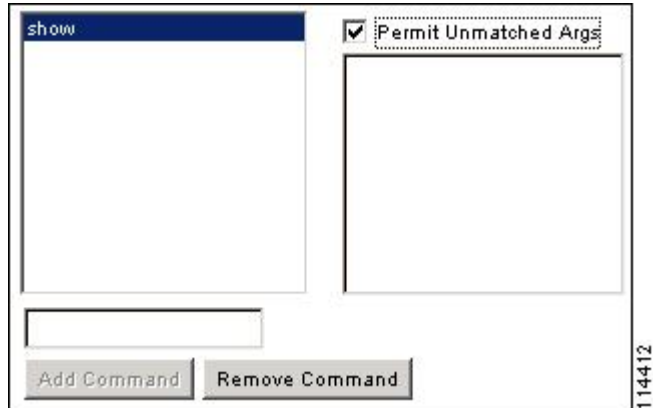 show
Permit Unmatched Args
Add Command
Remove Command
114412